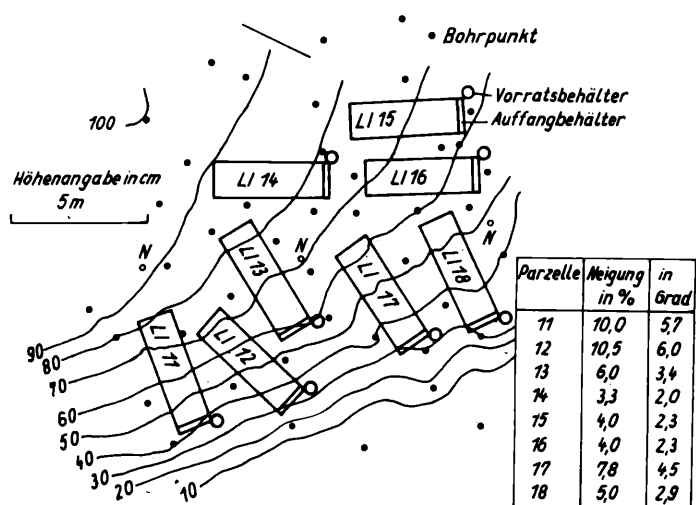 Bohrpunkt
Vorratsbehälter
Auffangbehälter
100
LI 15
Höhenangabe in cm
5 m
LI 14
LI 16
N
N
N
LI 13
LI 17
LI 18
LI 11
LI 12
90
80
70
60
50
40
30
20
10
Parzelle Neigung in
in % Grad
11 10,0 5,7
12 10,5 6,0
13 6,0 3,4
14 3,3 2,0
15 4,0 2,3
16 4,0 2,3
17 7,8 4,5
18 5,0 2,9